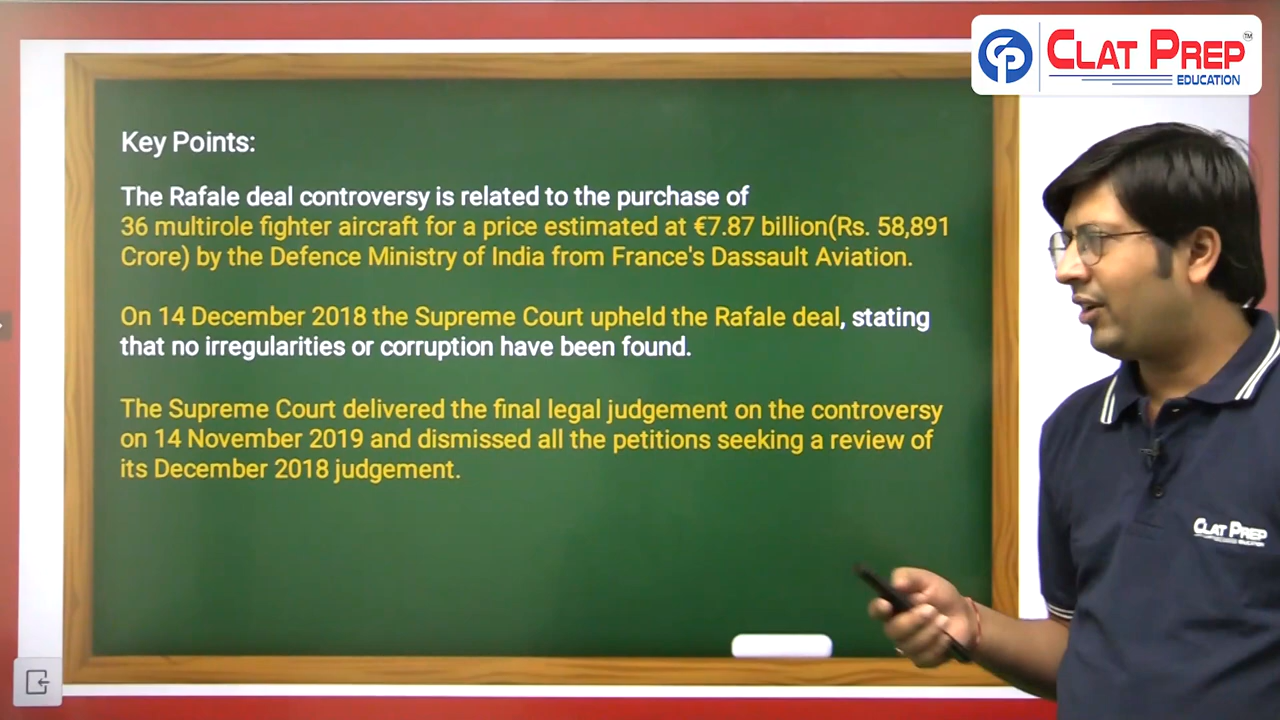 CLAT PREP TM
EDUCATION
Key Points:
The Rafale deal controversy is related to the purchase of
36 multirole fighter aircraft for a price estimated at €7.87 billion(Rs. 58,891
Crore) by the Defence Ministry of India from France's Dassault Aviation.
On 14 December 2018 the Supreme Court upheld the Rafale deal, stating
that no irregularities or corruption have been found.
The Supreme Court delivered the final legal judgement on the controversy
on 14 November 2019 and dismissed all the petitions seeking a review of
its December 2018 judgement.
CLAT PREP